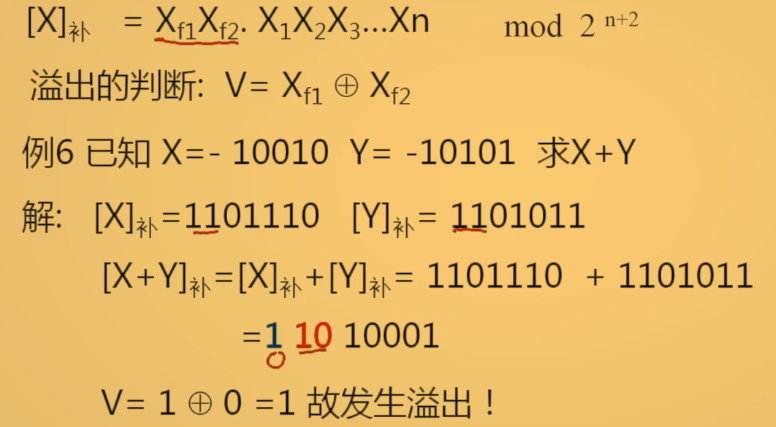 [X]补 = Xf1Xf2. X1X2X3...Xn mod 2 n+2
溢出的判断: V= Xf1 ⊕ Xf2
例6 已知 X=- 10010 Y= -10101 求X+Y
解: [X]补=1101110 [Y]补= 1101011
[X+Y]补=[X]补+[Y]补= 1101110 + 1101011
=1 10 10001
V= 1 ⊕ 0 =1 故发生溢出！